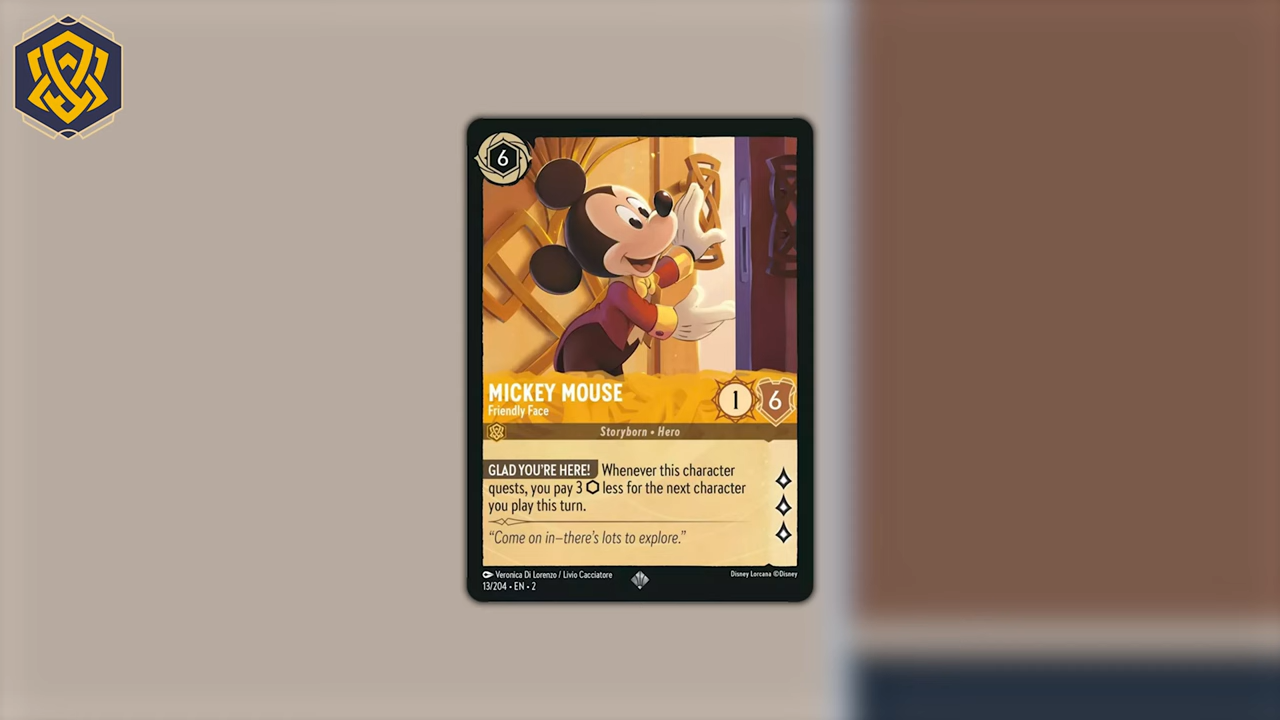 6
MICKEY MOUSE
Friendly Face
1 6
Storyborn • Hero
GLAD YOU'RE HERE! Whenever this character
quests, you pay 3 ⬡ less for the next character
you play this turn.
“Come on in—there's lots to explore.”
Veronica Di Lorenzo / Livio Cacciatore
Disney Lorcana ©Disney
13/204 • EN • 2